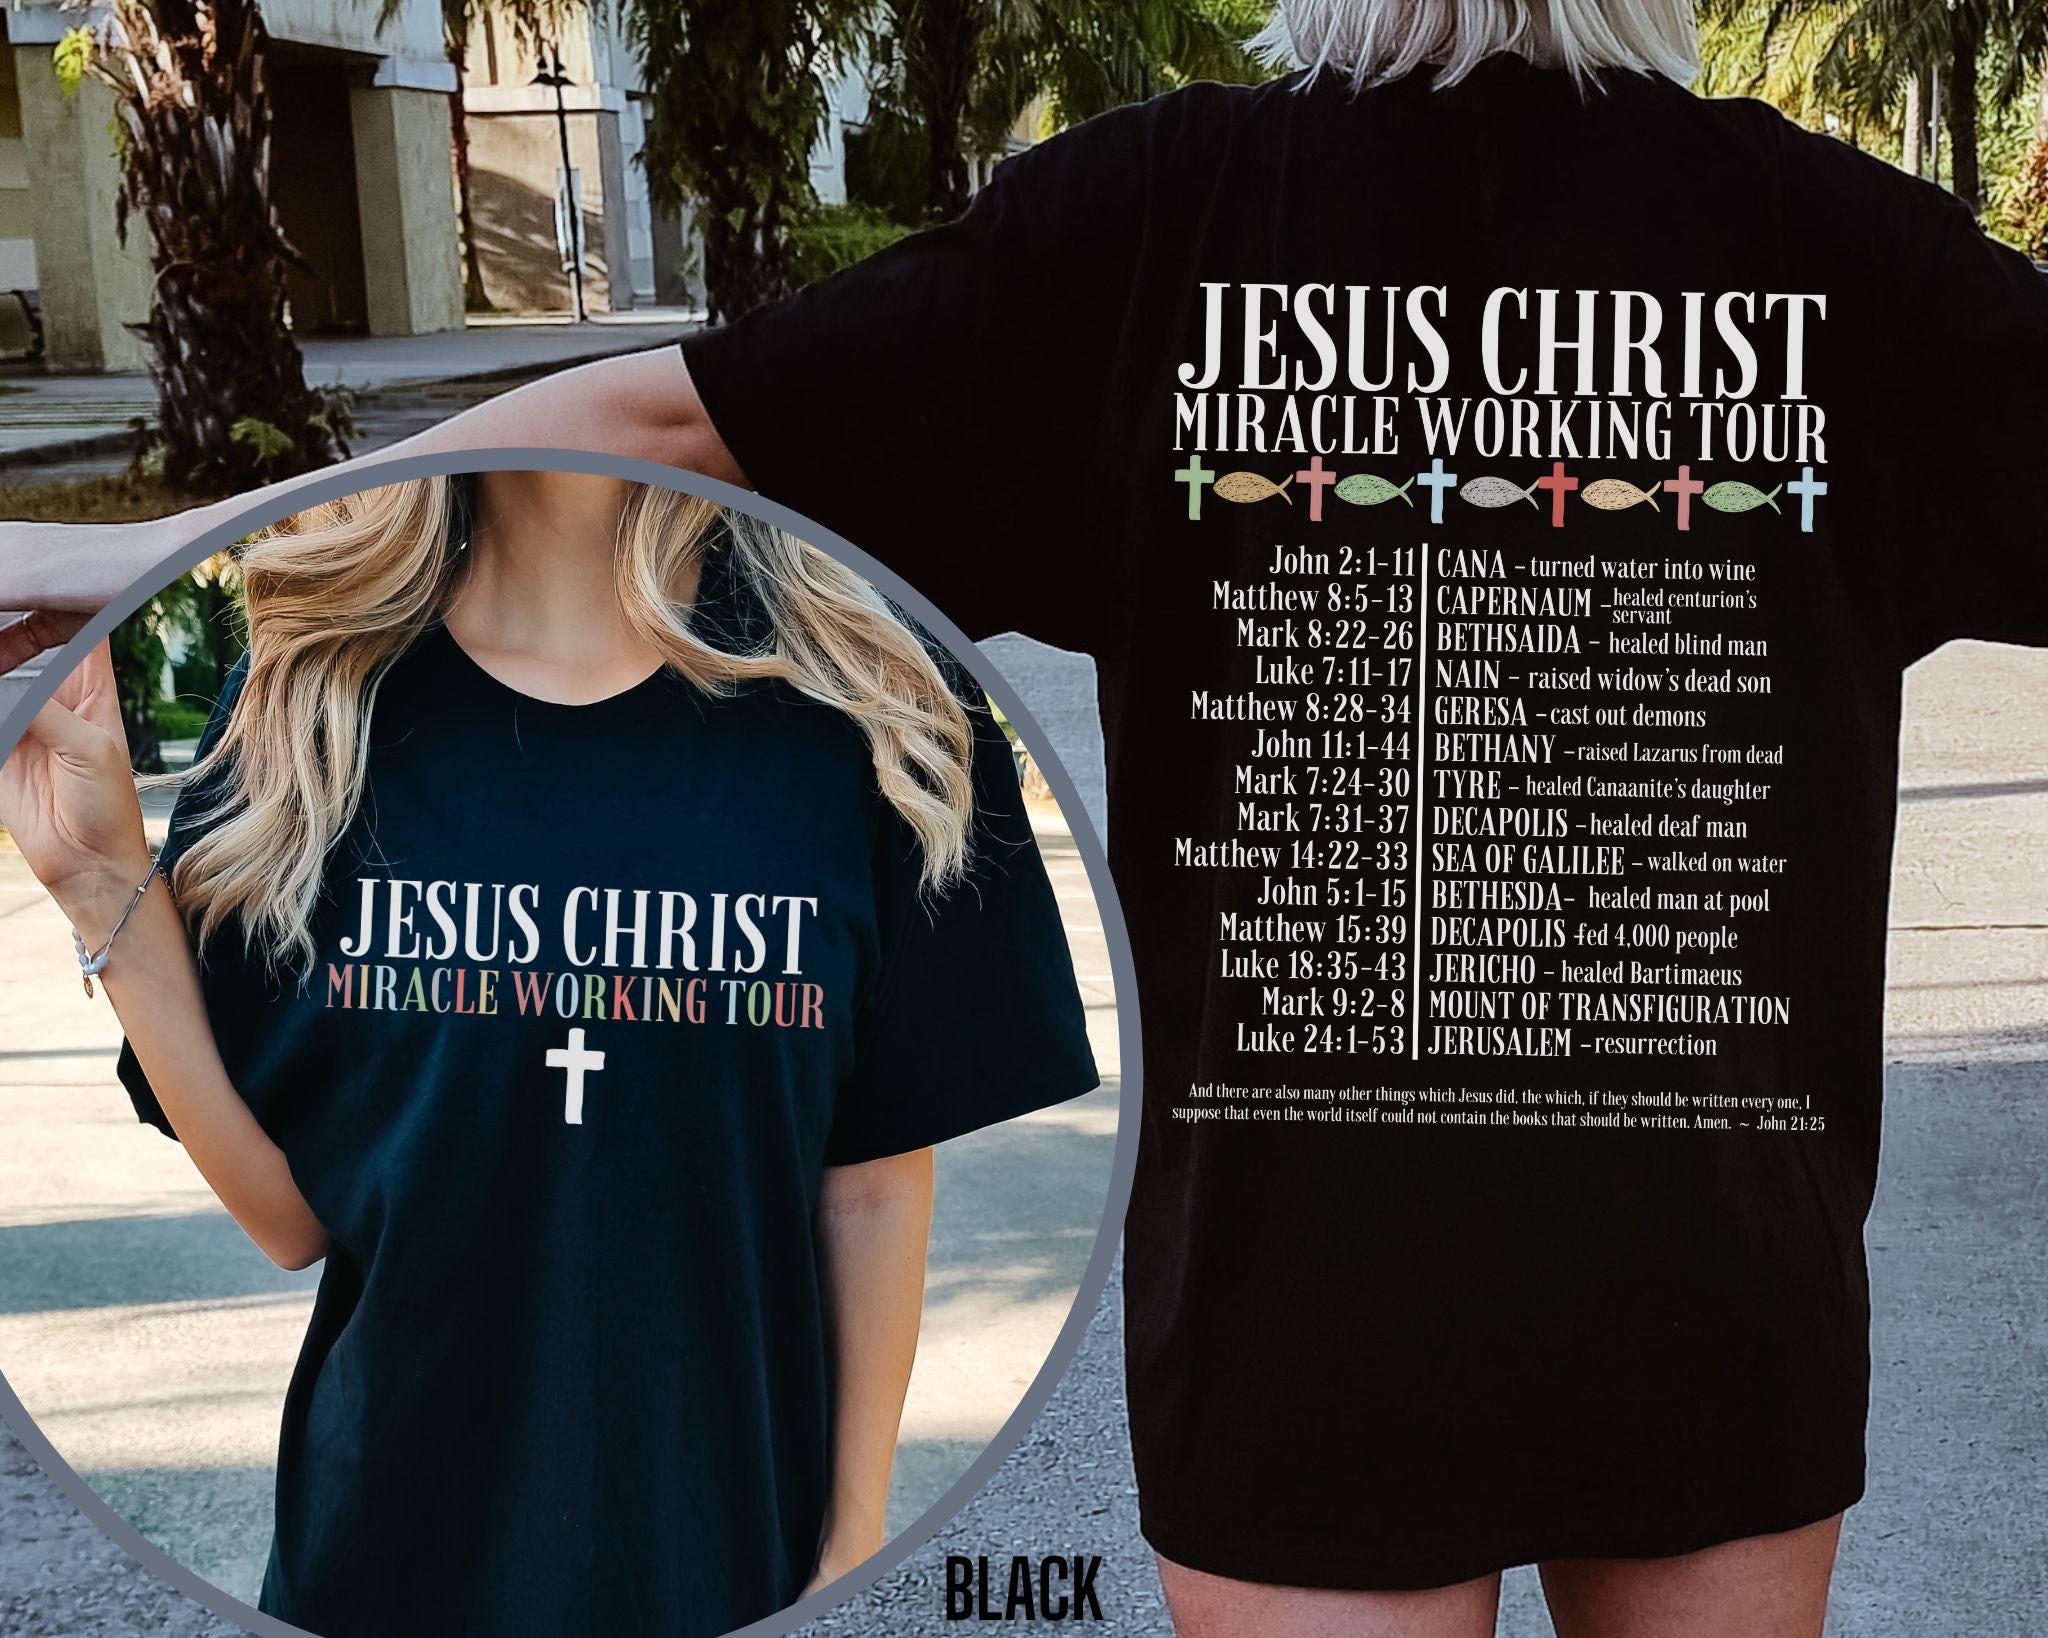 JESUS CHRIST
MIRACLE WORKING TOUR
John 2:1-11 | CANA - turned water into wine
Matthew 8:5-13 | CAPERNAUM - healed centurion's
servant
Mark 8:22-26 | BETHSAIDA - healed blind man
Luke 7:11-17 | NAIN - raised widow's dead son
Matthew 8:28-34 | GERESA - cast out demons
John 11:1-44 | BETHANY - raised Lazarus from dead
Mark 7:24-30 | TYRE - healed Canaanite's daughter
Mark 7:31-37 | DECAPOLIS - healed deaf man
Matthew 14:22-33 | SEA OF GALILEE - walked on water
John 5:1-15 | BETHESDA- healed man at pool
Matthew 15:39 | DECAPOLIS -fed 4,000 people
Luke 18:35-43 | JERICHO - healed Bartimaeus
Mark 9:2-8 | MOUNT OF TRANSFIGURATION
Luke 24:1-53 | JERUSALEM - resurrection
And there are also many other things which Jesus did, the which, if they should be written every one, I
suppose that even the world itself could not contain the books that should be written. Amen. ~ John 21:25
JESUS CHRIST
MIRACLE WORKING TOUR
BLACK